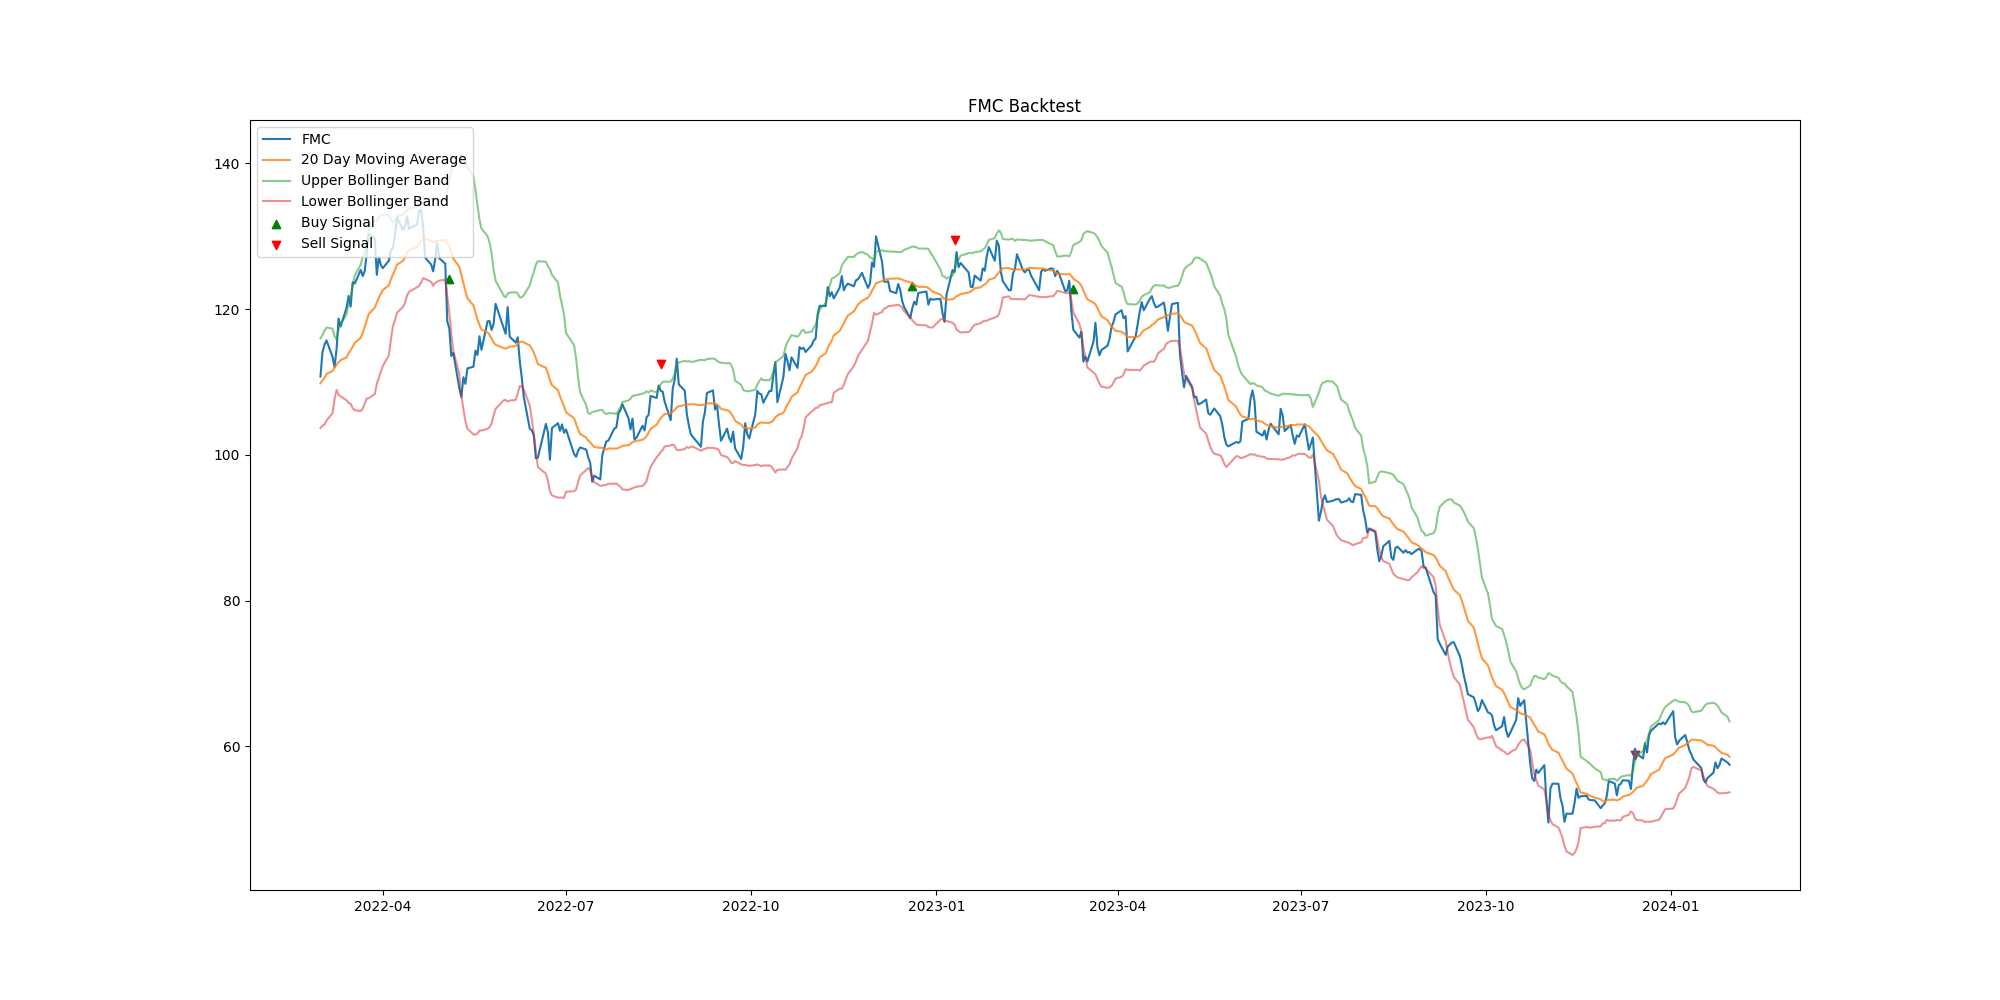 FMC Backtest
FMC
20 Day Moving Average
Upper Bollinger Band
Lower Bollinger Band
Buy Signal
Sell Signal
140
120
100
80
60
2022-04
2022-07
2022-10
2023-01
2023-04
2023-07
2023-10
2024-01